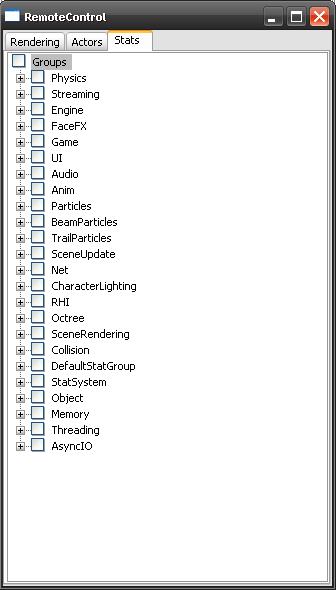 RemoteControl
Rendering Actors Stats
Groups
Physics
Streaming
Engine
FaceFX
Game
UI
Audio
Anim
Particles
BeamParticles
TrailParticles
SceneUpdate
Net
CharacterLighting
RHI
Octree
SceneRendering
Collision
DefaultStatGroup
StatSystem
Object
Memory
Threading
AsyncIO